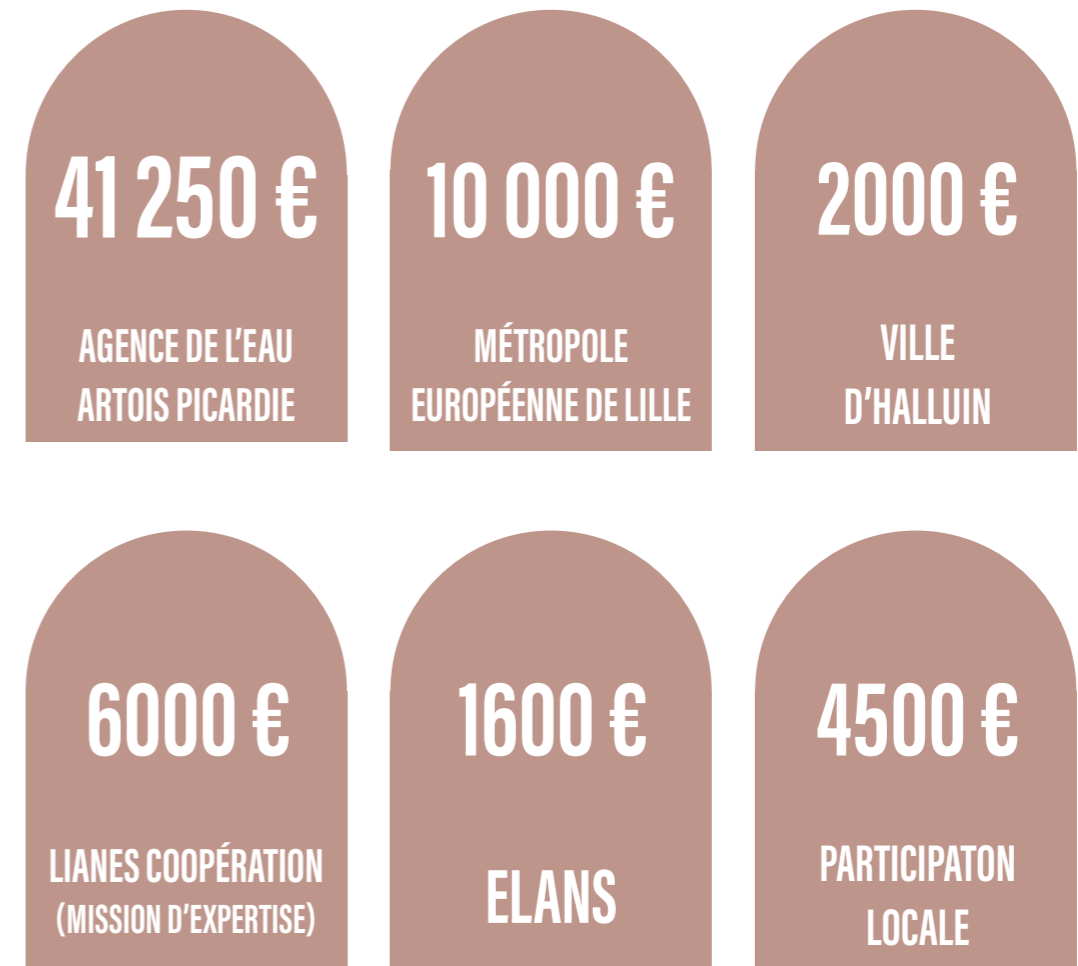 41 250 €
AGENCE DE L'EAU
ARTOIS PICARDIE
10 000 €
MÉTROPOLE
EUROPÉENNE DE LILLE
2000 €
VILLE
D'HALLUIN
6000 €
LIANES COOPÉRATION
(MISSION D'EXPERTISE)
1600 €
ELANS
4500 €
PARTICIPATON
LOCALE